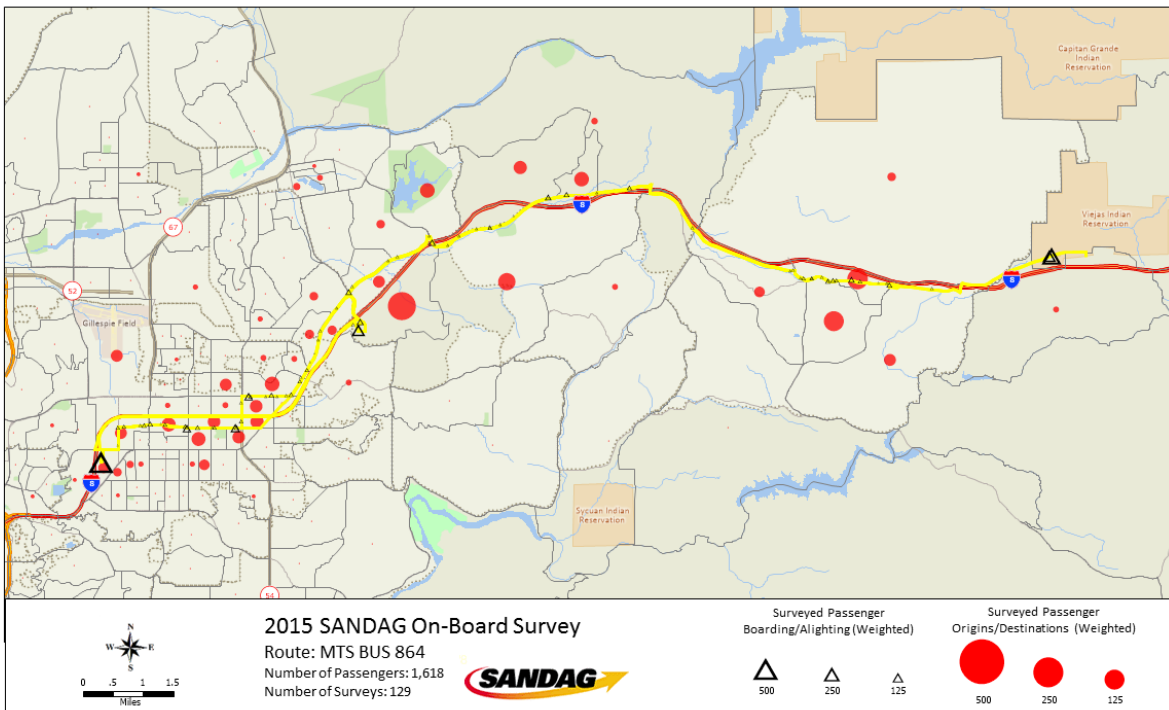 Capitan Grande
Indian
Reservation
67
8
Viejas Indian
Reservation
52
8
Gillespie Field
8
Sycuan Indian
Reservation
54
2015 SANDAG On-Board Survey
Route: MTS BUS 864
Number of Passengers: 1,618
Number of Surveys: 129
N
W E
S
0 .5 1 1.5
Miles
SANDAG
Surveyed Passenger
Boarding/Alighting (Weighted)
500 250 125
Surveyed Passenger
Origins/Destinations (Weighted)
500 250 125